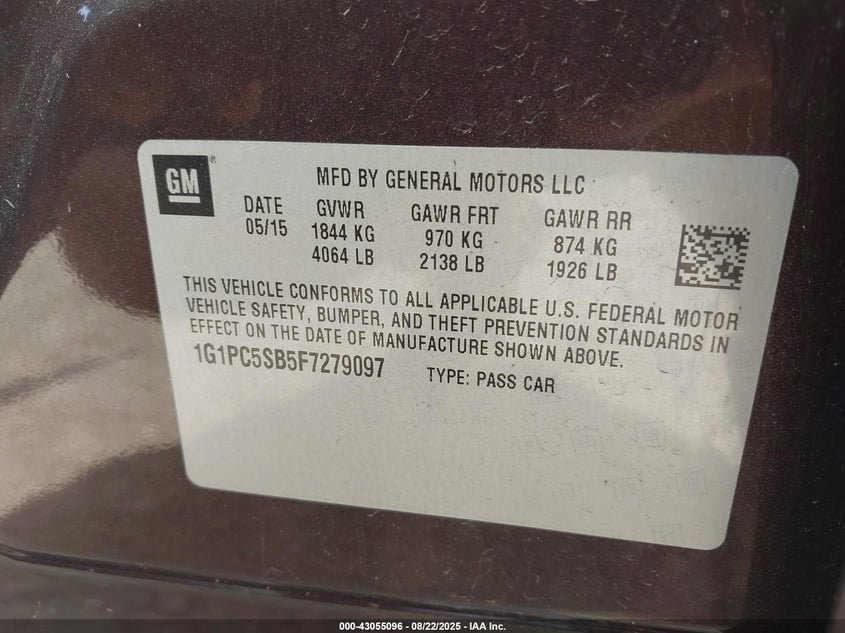 GM
MFD BY GENERAL MOTORS LLC
DATE GVWR GAWR FRT GAWR RR
05/15 1844 KG 970 KG 874 KG
4064 LB 2138 LB 1926 LB
THIS VEHICLE CONFORMS TO ALL APPLICABLE U.S. FEDERAL MOTOR
VEHICLE SAFETY, BUMPER, AND THEFT PREVENTION STANDARDS IN
EFFECT ON THE DATE OF MANUFACTURE SHOWN ABOVE.
1G1PC5SB5F7279097 TYPE: PASS CAR
000-43055096 - 08/22/2025 - IAA Inc.